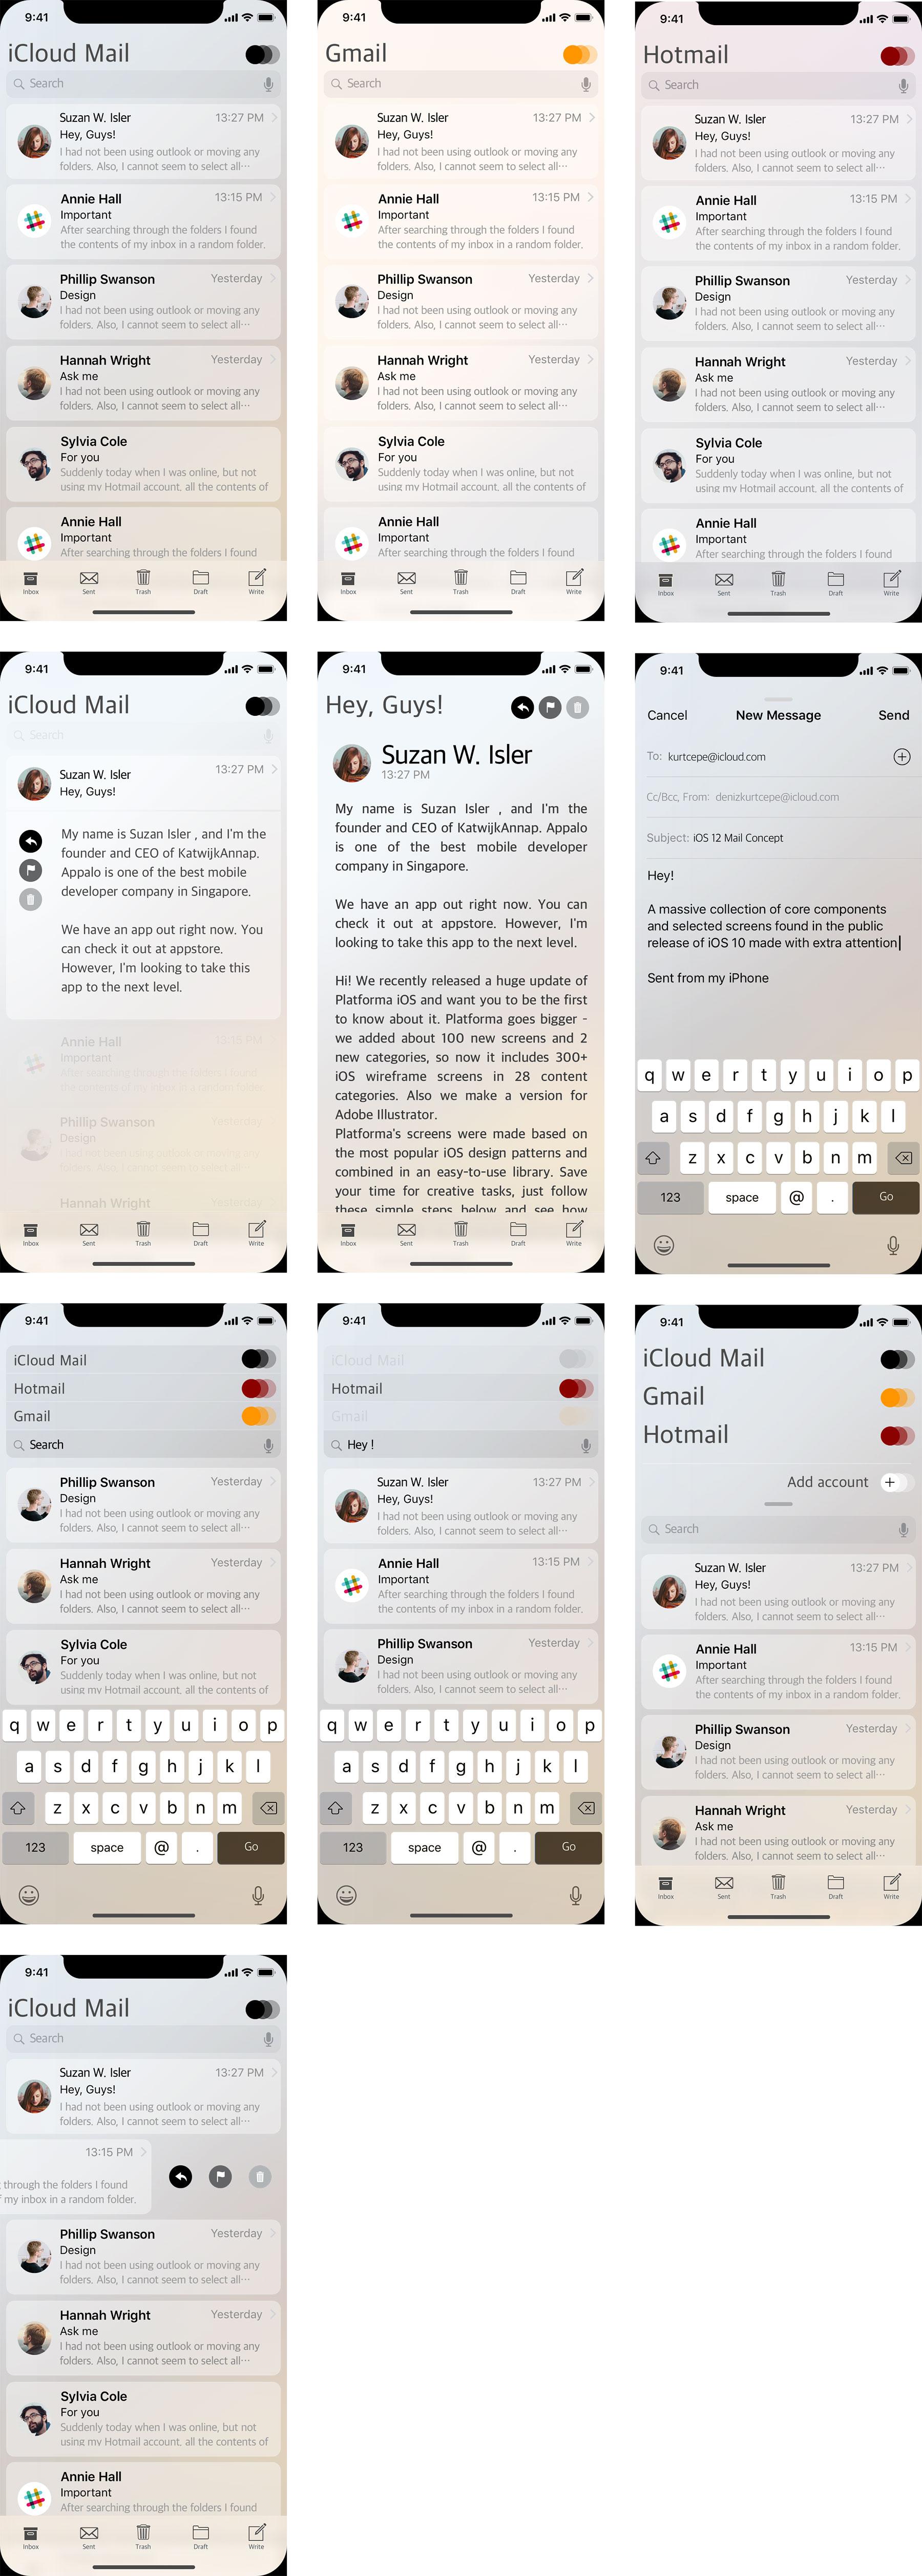 9:41
iCloud Mail
Search
Suzan W. Isler 13:27 PM
Hey, Guys!
I had not been using outlook or moving any
folders. Also, I cannot seem to select all···
Annie Hall 13:15 PM
Important
After searching through the folders I found
the contents of my inbox in a random folder.
Phillip Swanson Yesterday
Design
I had not been using outlook or moving any
folders. Also, I cannot seem to select all···
Hannah Wright Yesterday
Ask me
I had not been using outlook or moving any
folders. Also, I cannot seem to select all···
Sylvia Cole
For you
Suddenly today when I was online, but not
using my Hotmail account, all the contents of
Annie Hall
Important
After searching through the folders I found
Inbox Sent Trash Draft Write
9:41
Gmail
Search
Suzan W. Isler 13:27 PM
Hey, Guys!
I had not been using outlook or moving any
folders. Also, I cannot seem to select all···
Annie Hall 13:15 PM
Important
After searching through the folders I found
the contents of my inbox in a random folder.
Phillip Swanson Yesterday
Design
I had not been using outlook or moving any
folders. Also, I cannot seem to select all···
Hannah Wright Yesterday
Ask me
I had not been using outlook or moving any
folders. Also, I cannot seem to select all···
Sylvia Cole
For you
Suddenly today when I was online, but not
using my Hotmail account, all the contents of
Annie Hall
Important
After searching through the folders I found
Inbox Sent Trash Draft Write
9:41
Hotmail
Search
Suzan W. Isler 13:27 PM
Hey, Guys!
I had not been using outlook or moving any
folders. Also, I cannot seem to select all···
Annie Hall 13:15 PM
Important
After searching through the folders I found
the contents of my inbox in a random folder.
Phillip Swanson Yesterday
Design
I had not been using outlook or moving any
folders. Also, I cannot seem to select all···
Hannah Wright Yesterday
Ask me
I had not been using outlook or moving any
folders. Also, I cannot seem to select all···
Sylvia Cole
For you
Suddenly today when I was online, but not
using my Hotmail account, all the contents of
Annie Hall
Important
After searching through the folders I found
Inbox Sent Trash Draft Write
9:41
iCloud Mail
Search
Suzan W. Isler 13:27 PM
Hey, Guys!
My name is Suzan Isler , and I'm the
founder and CEO of KatwijkAnnap.
Appalo is one of the best mobile
developer company in Singapore.
We have an app out right now. You
can check it out at appstore.
However, I'm looking to take this
app to the next level.
Annie Hall 13:15 PM
Important
After searching through the folders I found
the contents of my inbox in a random folder.
Phillip Swanson Yesterday
Design
I had not been using outlook or moving any
folders. Also, I cannot seem to select all···
Hannah Wright Yesterday
Inbox Sent Trash Draft Write
9:41
Hey, Guys!
Suzan W. Isler
13:27 PM
My name is Suzan Isler , and I'm the
founder and CEO of KatwijkAnnap. Appalo
is one of the best mobile developer
company in Singapore.
We have an app out right now. You can
check it out at appstore. However, I'm
looking to take this app to the next level.
Hi! We recently released a huge update of
Platforma iOS and want you to be the first
to know about it. Platforma goes bigger -
we added about 100 new screens and 2
new categories, so now it includes 300+
iOS wireframe screens in 28 content
categories. Also we make a version for
Adobe Illustrator.
Platforma's screens were made based on
the most popular iOS design patterns and
combined in an easy-to-use library. Save
your time for creative tasks, just follow
these simple steps below and see how
Inbox Sent Trash Draft Write
9:41
Cancel New Message Send
To: kurtcepe@icloud.com
Cc/Bcc, From: denizkurtcepe@icloud.com
Subject: iOS 12 Mail Concept
Hey!
A massive collection of core components
and selected screens found in the public
release of iOS 10 made with extra attention
Sent from my iPhone
q w e r t y u i o p
a s d f g h j k l
z x c v b n m
123 space @ . Go
9:41
iCloud Mail
Hotmail
Gmail
Search
Phillip Swanson Yesterday
Design
I had not been using outlook or moving any
folders. Also, I cannot seem to select all···
Hannah Wright Yesterday
Ask me
I had not been using outlook or moving any
folders. Also, I cannot seem to select all···
Sylvia Cole
For you
Suddenly today when I was online, but not
using my Hotmail account, all the contents of
q w e r t y u i o p
a s d f g h j k l
z x c v b n m
123 space @ . Go
9:41
iCloud Mail
Hotmail
Gmail
Hey !
Suzan W. Isler 13:27 PM
Hey, Guys!
I had not been using outlook or moving any
folders. Also, I cannot seem to select all···
Annie Hall 13:15 PM
Important
After searching through the folders I found
the contents of my inbox in a random folder.
Phillip Swanson Yesterday
Design
I had not been using outlook or moving any
folders. Also, I cannot seem to select all···
q w e r t y u i o p
a s d f g h j k l
z x c v b n m
123 space @ . Go
9:41
iCloud Mail
Gmail
Hotmail
Add account
Search
Suzan W. Isler 13:27 PM
Hey, Guys!
I had not been using outlook or moving any
folders. Also, I cannot seem to select all···
Annie Hall 13:15 PM
Important
After searching through the folders I found
the contents of my inbox in a random folder.
Phillip Swanson Yesterday
Design
I had not been using outlook or moving any
folders. Also, I cannot seem to select all···
Hannah Wright Yesterday
Ask me
I had not been using outlook or moving any
folders. Also, I cannot seem to select all···
Inbox Sent Trash Draft Write
9:41
iCloud Mail
Search
Suzan W. Isler 13:27 PM
Hey, Guys!
I had not been using outlook or moving any
folders. Also, I cannot seem to select all···
13:15 PM
through the folders I found
my inbox in a random folder.
Phillip Swanson Yesterday
Design
I had not been using outlook or moving any
folders. Also, I cannot seem to select all···
Hannah Wright Yesterday
Ask me
I had not been using outlook or moving any
folders. Also, I cannot seem to select all···
Sylvia Cole
For you
Suddenly today when I was online, but not
using my Hotmail account, all the contents of
Annie Hall
Important
After searching through the folders I found
Inbox Sent Trash Draft Write